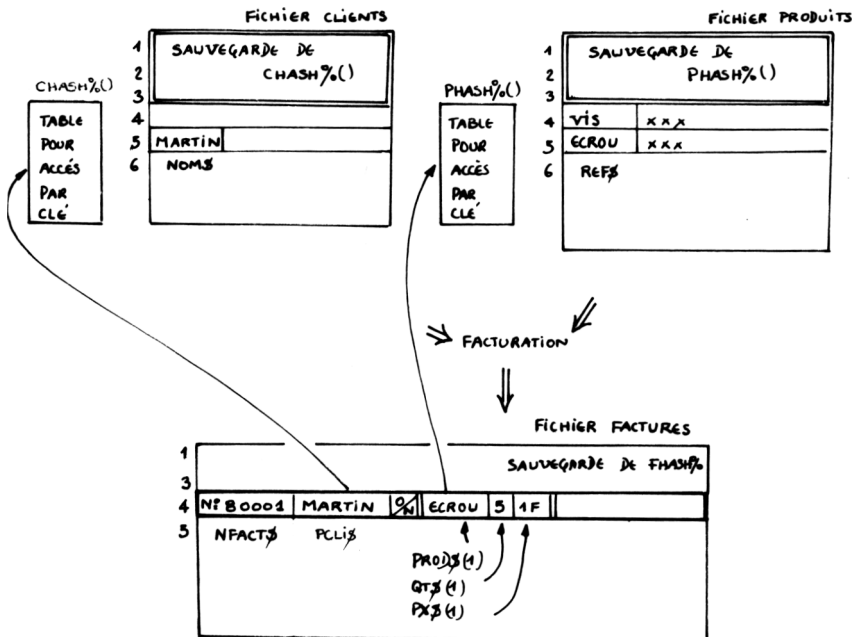 FICHIER CLIENTS
1
2
3
4
5
6
SAUVEGARDE DE
CHASH%()
CHASH%()
TABLE
POUR
ACCÉS
PAR
CLÉ
MARTIN
NOM$
FICHIER PRODUITS
1
2
3
4
5
6
SAUVEGARDE DE
PHASH%()
PHASH%()
TABLE
POUR
ACCÈS
PAR
CLÉ
VIS xxx
ECROU xxx
REF$
FACTURATION
FICHIER FACTURES
1
SAUVEGARDE DE FHASH%
3
4 N° 80001 MARTIN O/N ECROU 5 1F
5 NFACT$ PCLI$
PROD$(1)
QT$(1)
PX$(1)